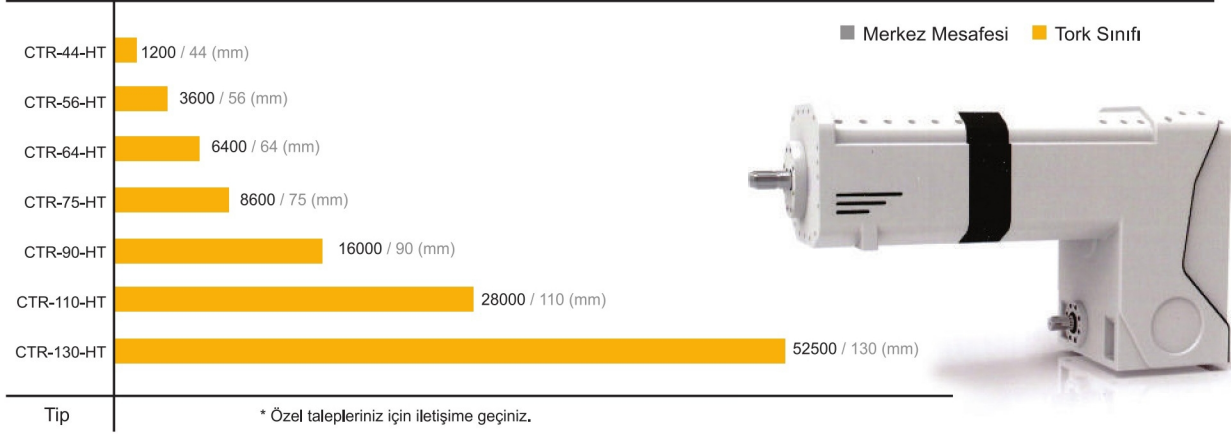 Merkez Mesafesi Tork Sınıfı
CTR-44-HT 1200 / 44 (mm)
CTR-56-HT 3600 / 56 (mm)
CTR-64-HT 6400 / 64 (mm)
CTR-75-HT 8600 / 75 (mm)
CTR-90-HT 16000 / 90 (mm)
CTR-110-HT 28000 / 110 (mm)
CTR-130-HT 52500 / 130 (mm)
Tip * Özel talepleriniz için iletişime geçiniz.